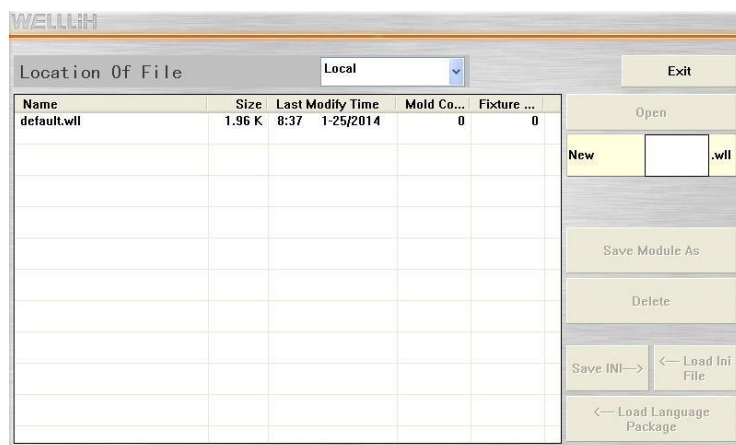 WELLLiH
Location Of File
Local
Exit
Name Size Last Modify Time Mold Co... Fixture ...
default.wll 1.96 K 8:37 1-25/2014 0 0
Open
New .wll
Save Module As
Delete
Save INI—>
<— Load Ini
File
<— Load Language
Package